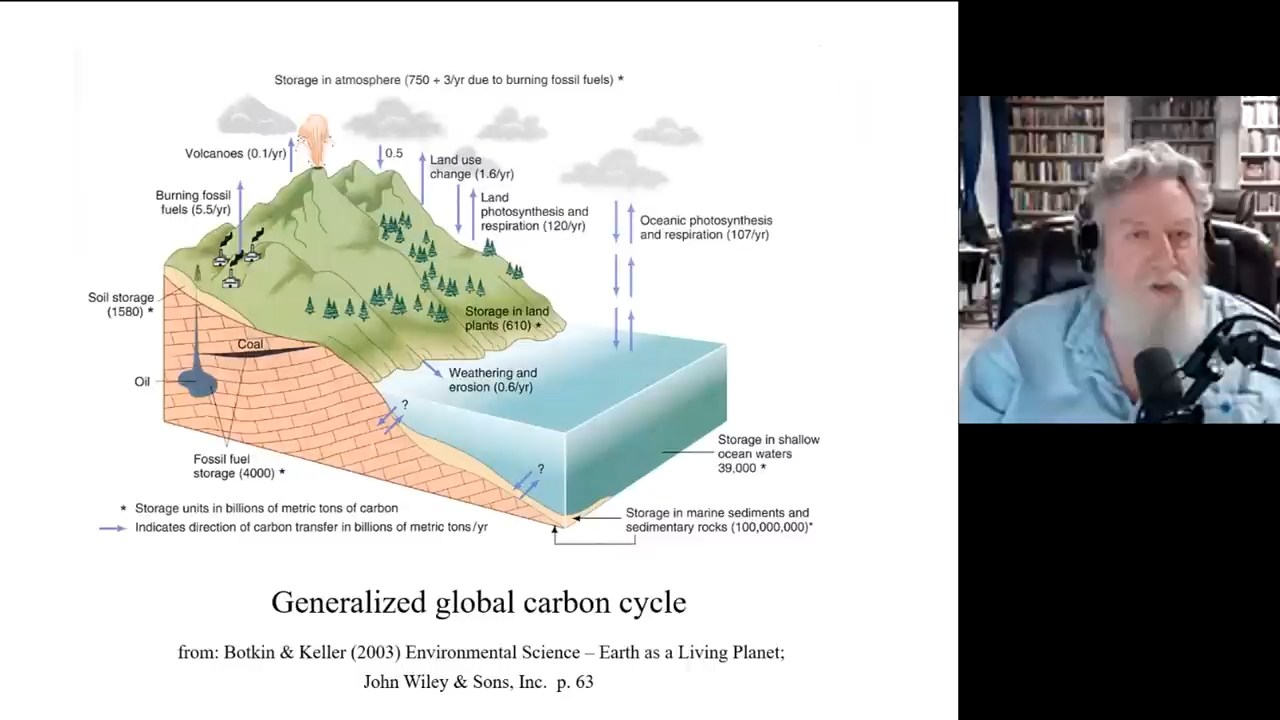 Storage in atmosphere (750 + 3/yr due to burning fossil fuels) *
Volcanoes (0.1/yr)
0.5
Land use
change (1.6/yr)
Burning fossil
fuels (5.5/yr)
Land
photosynthesis and
respiration (120/yr)
Oceanic photosynthesis
and respiration (107/yr)
Soil storage
(1580) *
Storage in land
plants (610) *
Coal
Oil
Weathering and
erosion (0.6/yr)
?
Fossil fuel
storage (4000) *
?
Storage in shallow
ocean waters
39,000 *
* Storage units in billions of metric tons of carbon
Indicates direction of carbon transfer in billions of metric tons/yr
Storage in marine sediments and
sedimentary rocks (100,000,000)*
Generalized global carbon cycle
from: Botkin & Keller (2003) Environmental Science – Earth as a Living Planet;
John Wiley & Sons, Inc. p. 63